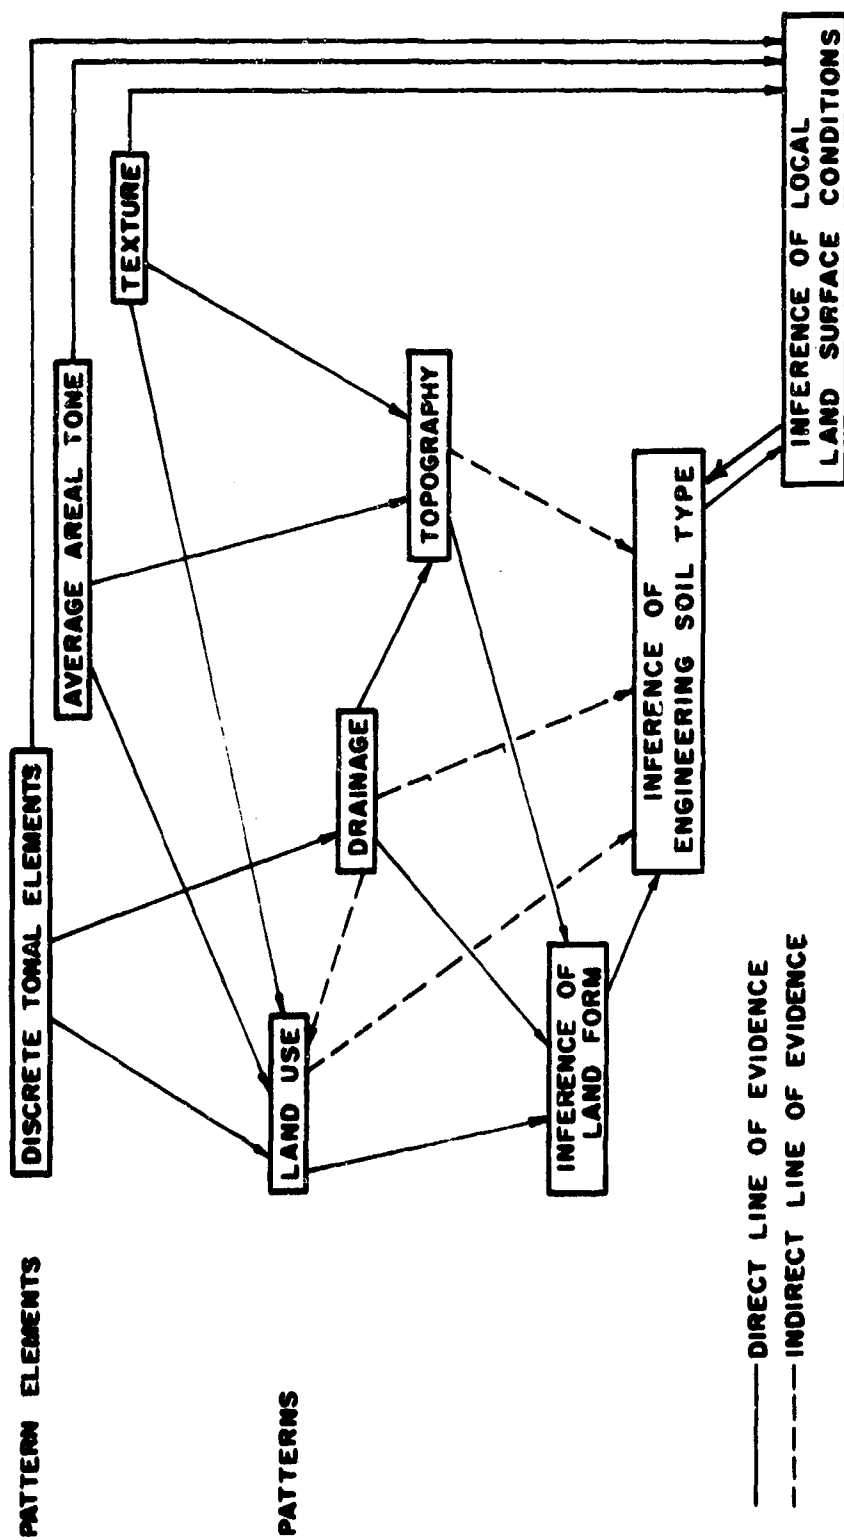 PATTERN ELEMENTS
DISCRETE TONAL ELEMENTS
AVERAGE AREAL TONE
TEXTURE
PATTERNS
LAND USE
DRAINAGE
TOPOGRAPHY
INFERENCE OF
LAND FORM
INFERENCE OF
ENGINEERING SOIL TYPE
INFERENCE OF LOCAL
LAND SURFACE CONDITIONS
DIRECT LINE OF EVIDENCE
INDIRECT LINE OF EVIDENCE